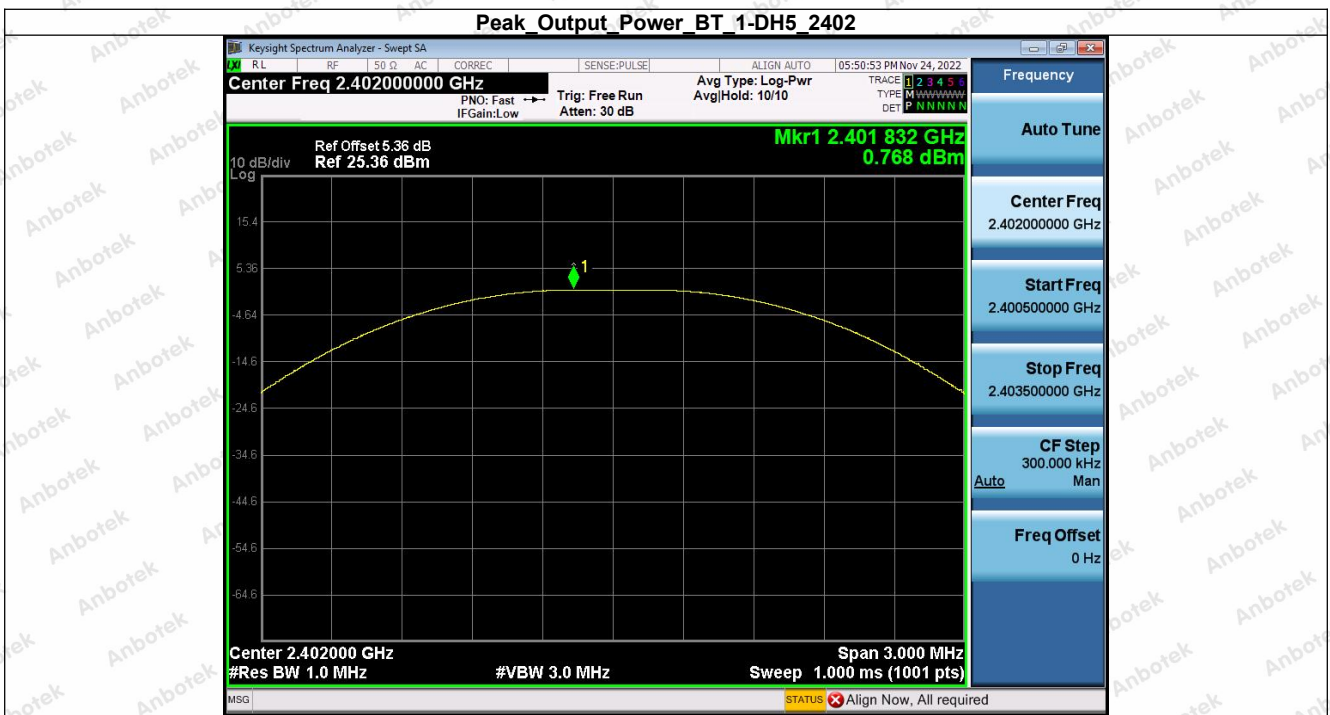 Peak_Output_Power_BT_1-DH5_2402
Keysight Spectrum Analyzer - Swept SA
LXI RL RF 50 Ω AC CORREC SENSE:PULSE ALIGN AUTO 05:50:53 PM Nov 24, 2022
Center Freq 2.402000000 GHz
PNO: Fast
IFGain:Low
Trig: Free Run
Atten: 30 dB
Avg Type: Log-Pwr
Avg|Hold: 10/10
TRACE 1 2 3 4 5 6
TYPE M WWWWW
DET P N N N N N
Frequency
Mkr1 2.401 832 GHz
0.768 dBm
Ref Offset 5.36 dB
10 dB/div Ref 25.36 dBm
Log
15.4
5.36
-4.64
-14.6
-24.6
-34.6
-44.6
-54.6
-64.6
1
Center 2.402000 GHz Span 3.000 MHz
#Res BW 1.0 MHz #VBW 3.0 MHz Sweep 1.000 ms (1001 pts)
Auto Tune
Center Freq
2.402000000 GHz
Start Freq
2.400500000 GHz
Stop Freq
2.403500000 GHz
CF Step
300.000 kHz
Auto Man
Freq Offset
0 Hz
MSG STATUS Align Now, All required
Anbotek